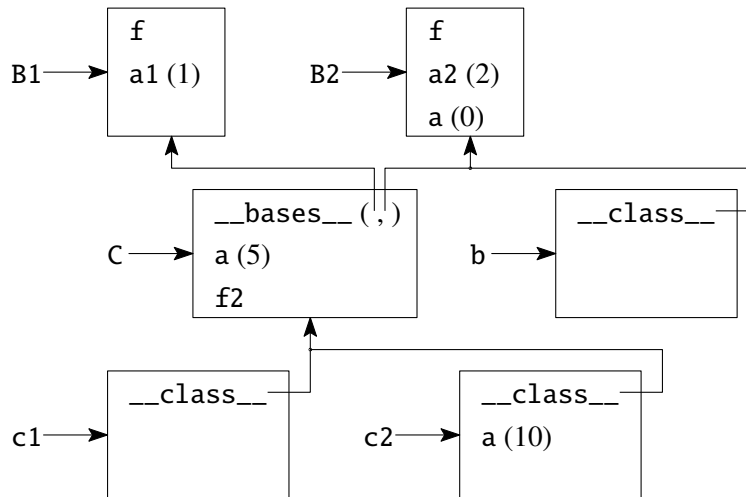 f
f
B1
a1 (1)
B2
a2 (2)
a (0)
__bases__ (,)
__class__
C
a (5)
b
f2
__class__
__class__
c1
c2
a (10)